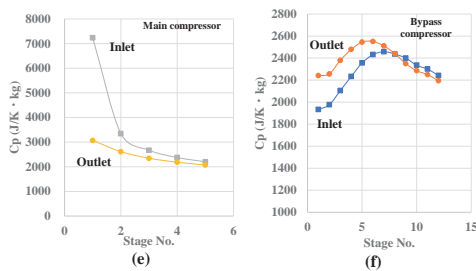 8000
7000
6000
5000
4000
3000
2000
1000
0
Cp (J/K・kg)
Main compressor
Inlet
Outlet
0 2 4 6
Stage No.
(e)
2800
2600
2400
2200
2000
1800
1600
1400
1200
1000
Cp (J/K・kg)
Bypass
compressor
Outlet
Inlet
0 5 10 15
Stage No.
(f)